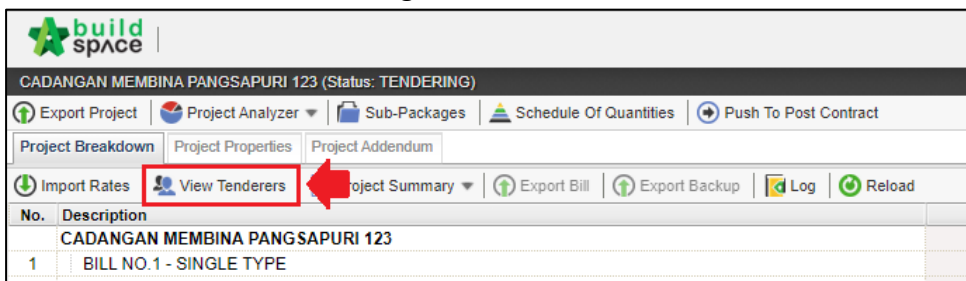 build
spʌce
CADANGAN MEMBINA PANGSAPURI 123 (Status: TENDERING)
Export Project Project Analyzer Sub-Packages Schedule Of Quantities Push To Post Contract
Project Breakdown Project Properties Project Addendum
Import Rates View Tenderers roject Summary Export Bill Export Backup Log Reload
No. Description
CADANGAN MEMBINA PANGSAPURI 123
1 BILL NO.1 - SINGLE TYPE